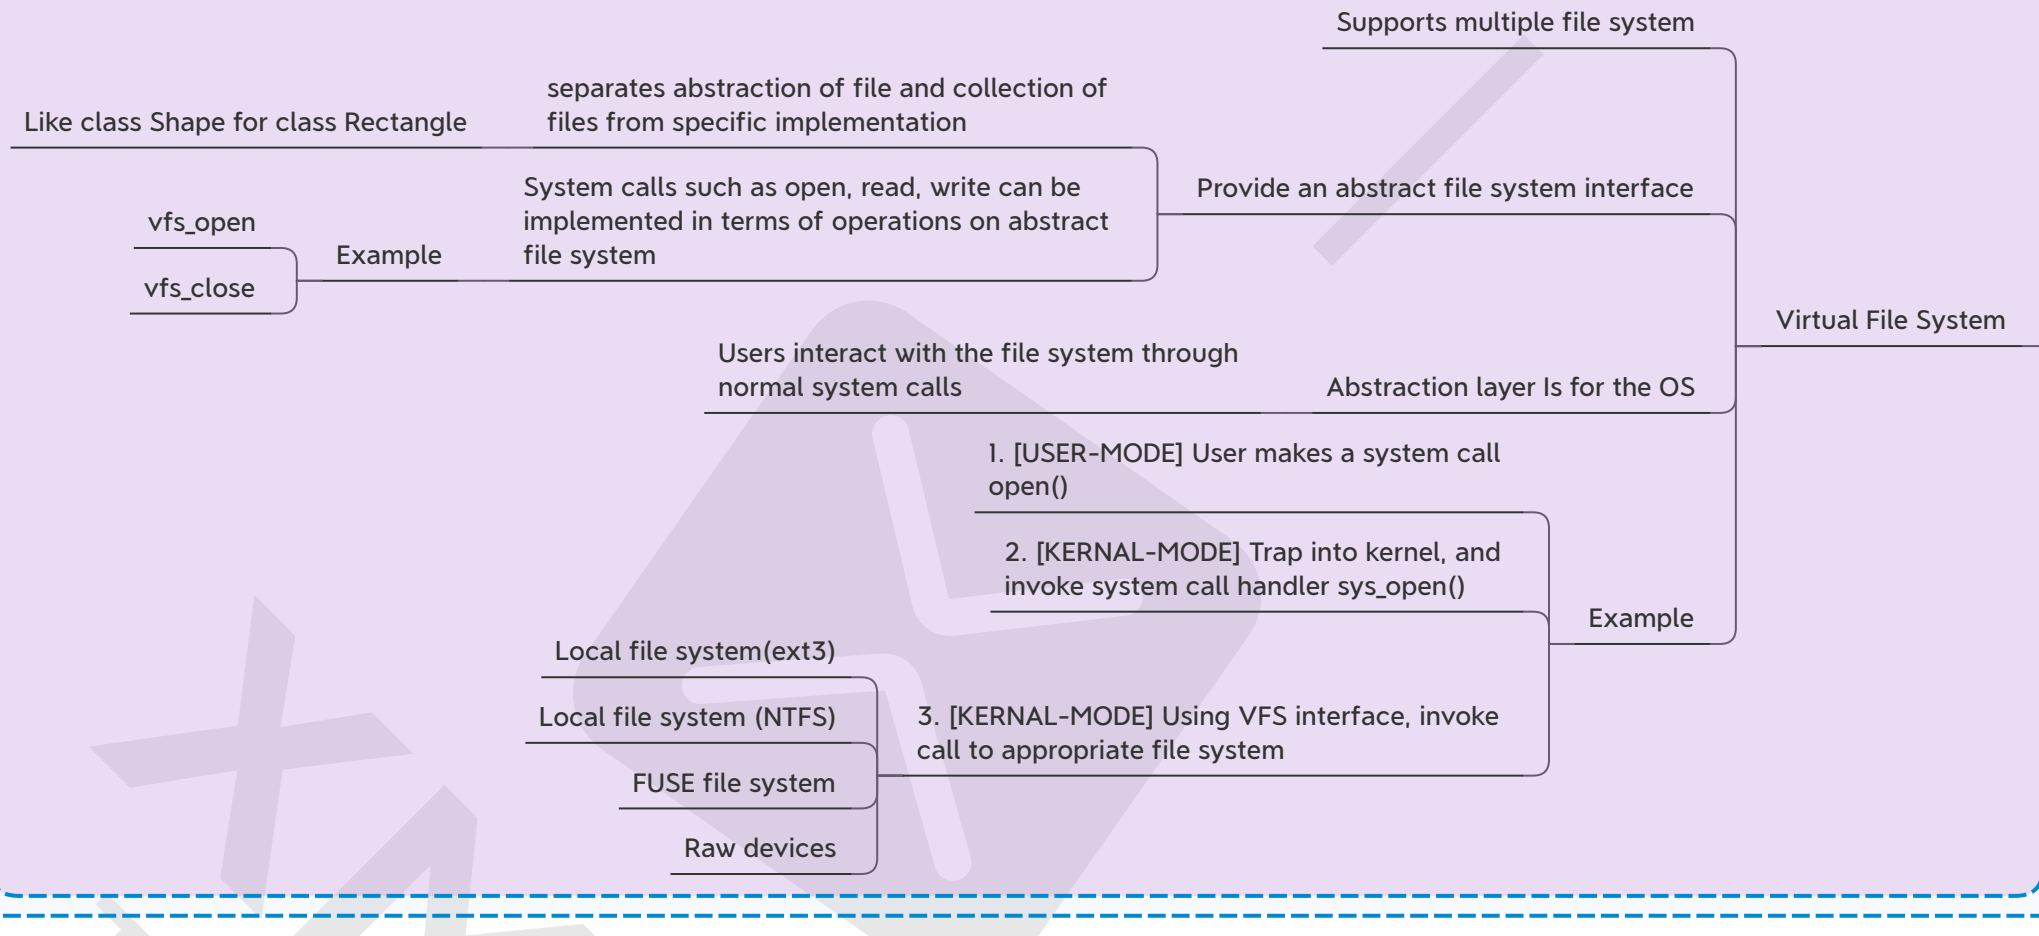 Supports multiple file system
separates abstraction of file and collection of
files from specific implementation
Like class Shape for class Rectangle
System calls such as open, read, write can be
implemented in terms of operations on abstract
file system
Provide an abstract file system interface
vfs_open
Example
vfs_close
Virtual File System
Users interact with the file system through
normal system calls
Abstraction layer Is for the OS
1. [USER-MODE] User makes a system call
open()
2. [KERNAL-MODE] Trap into kernel, and
invoke system call handler sys_open()
Example
Local file system(ext3)
Local file system (NTFS)
3. [KERNAL-MODE] Using VFS interface, invoke
call to appropriate file system
FUSE file system
Raw devices